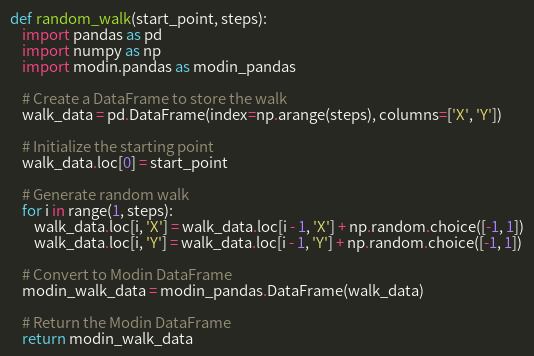 def random_walk(start_point, steps):
    import pandas as pd
    import numpy as np
    import modin.pandas as modin_pandas

    # Create a DataFrame to store the walk
    walk_data = pd.DataFrame(index=np.arange(steps), columns=['X', 'Y'])

    # Initialize the starting point
    walk_data.loc[0] = start_point

    # Generate random walk
    for i in range(1, steps):
        walk_data.loc[i, 'X'] = walk_data.loc[i - 1, 'X'] + np.random.choice([-1, 1])
        walk_data.loc[i, 'Y'] = walk_data.loc[i - 1, 'Y'] + np.random.choice([-1, 1])

    # Convert to Modin DataFrame
    modin_walk_data = modin_pandas.DataFrame(walk_data)

    # Return the Modin DataFrame
    return modin_walk_data